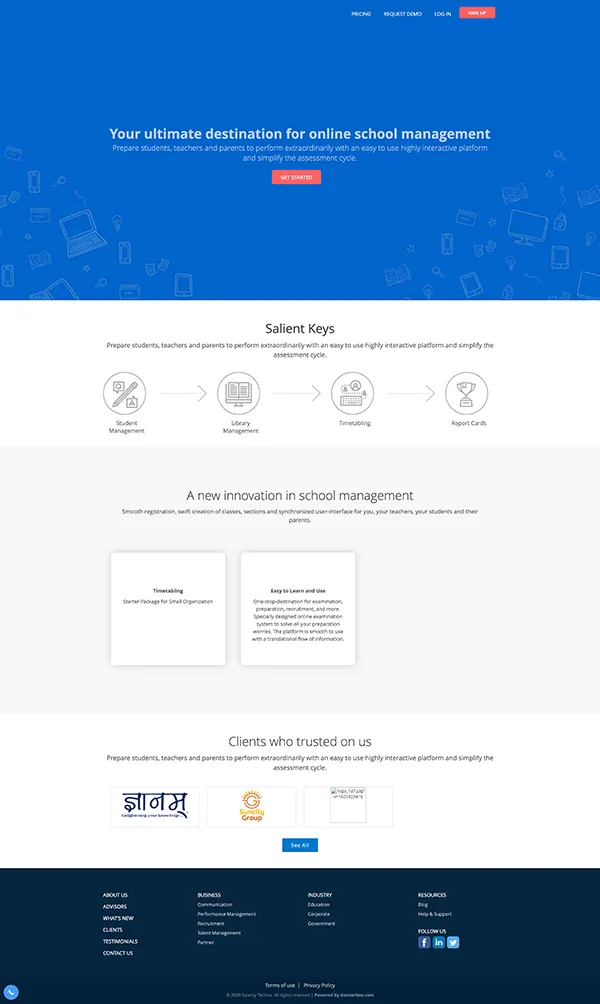 PRICING REQUEST DEMO LOG IN SIGN UP
Your ultimate destination for online school management
Prepare students, teachers and parents to perform extraordinarily with an easy to use highly interactive platform
and simplify the assessment cycle.
GET STARTED
Salient Keys
Prepare students, teachers and parents to perform extraordinarily with an easy to use highly interactive platform and simplify the
assessment cycle.
Student
Management
Library
Management
Timetabling
Report Cards
A new innovation in school management
Smooth registration, swift creation of classes, sections and synchronized user-interface for you, your teachers, your students and their
parents.
Timetabling
Starter Package for Small Organization
Easy to Learn and Use
One-stop-destination for examination,
preparation, recruitment, and more.
Specially designed online examination
system to solve all your preparation
worries. The platform is smooth to use
with a translational flow of information.
Clients who trusted on us
Prepare students, teachers and parents to perform extraordinarily with an easy to use highly interactive platform and simplify the
assessment cycle.
ज्ञानम्
Enlightening your knowledge
Suncity
Group
See All
ABOUT US
ADVISORS
WHAT'S NEW
CLIENTS
TESTIMONIALS
CONTACT US
BUSINESS
Communication
Performance Management
Recruitment
Talent Management
Partner
INDUSTRY
Education
Corporate
Government
RESOURCES
Blog
Help & Support
FOLLOW US
Terms of use | Privacy Policy
© 2020 Suncity Techno. All rights reserved | Powered by